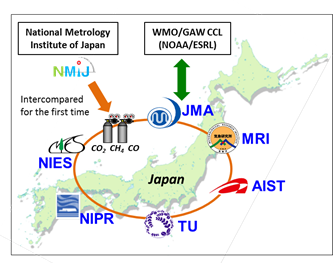 National Metrology
Institute of Japan
NMiJ
WMO/GAW CCL
(NOAA/ESRL)
Intercompared
for the first time
JMA
MRI
CO₂ CH₄ CO
NIES
Japan
AIST
NIPR
TU